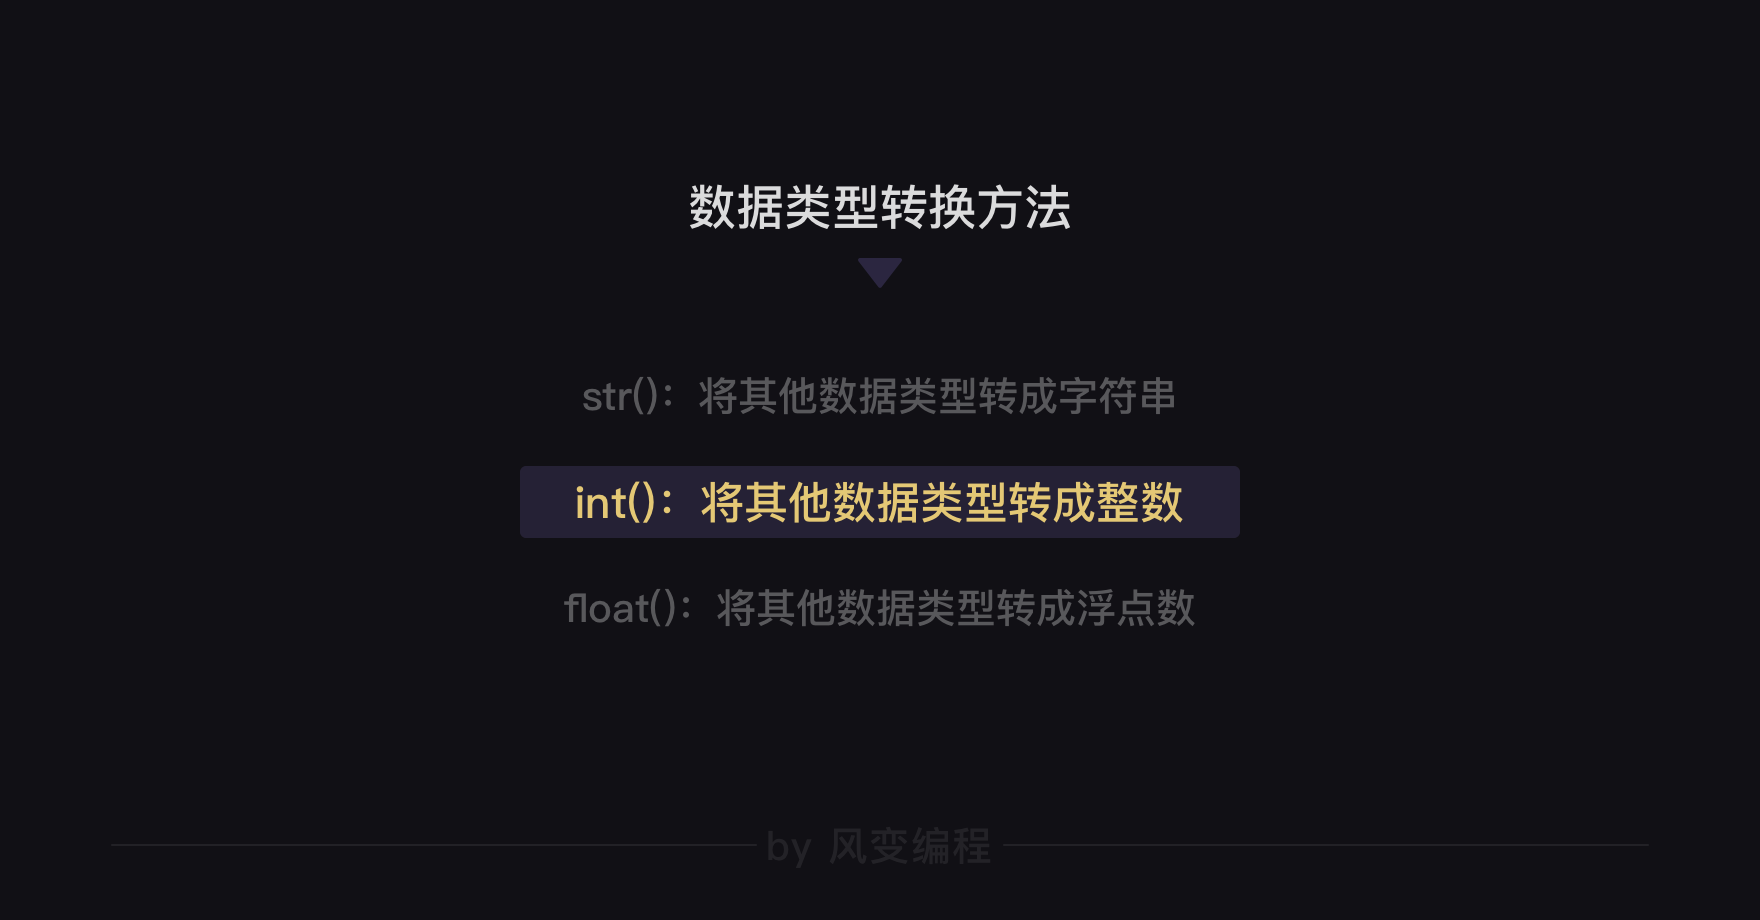 数据类型转换方法
str()：将其他数据类型转成字符串
int()：将其他数据类型转成整数
float()：将其他数据类型转成浮点数
by 风变编程